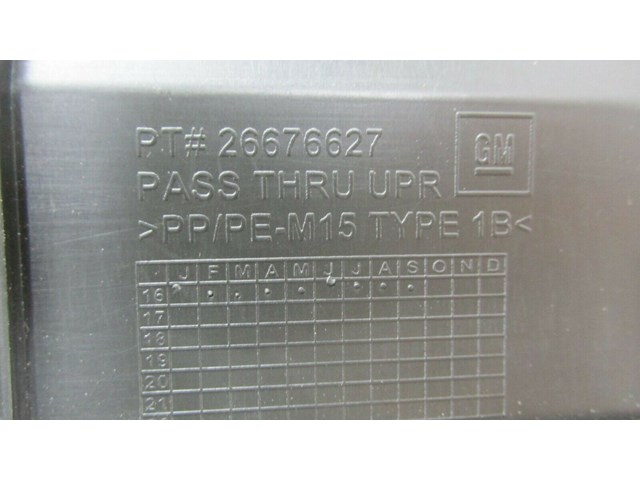 PT# 26676627
GM
PASS THRU UPR
>PP/PE-M15 TYPE 1B<
J F M A M J J A S O N D
16
17
18
19
20
21